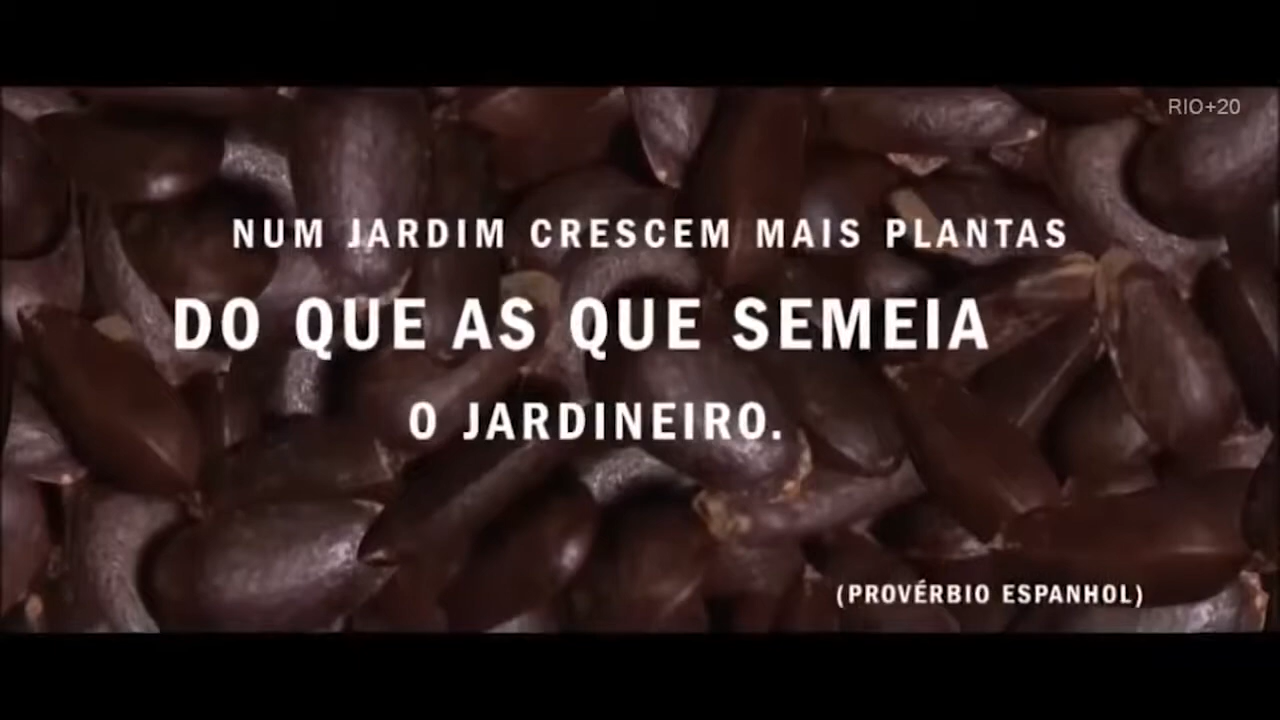 RIO+20
NUM JARDIM CRESCEM MAIS PLANTAS
DO QUE AS QUE SEMEIA
O JARDINEIRO.
(PROVÉRBIO ESPANHOL)